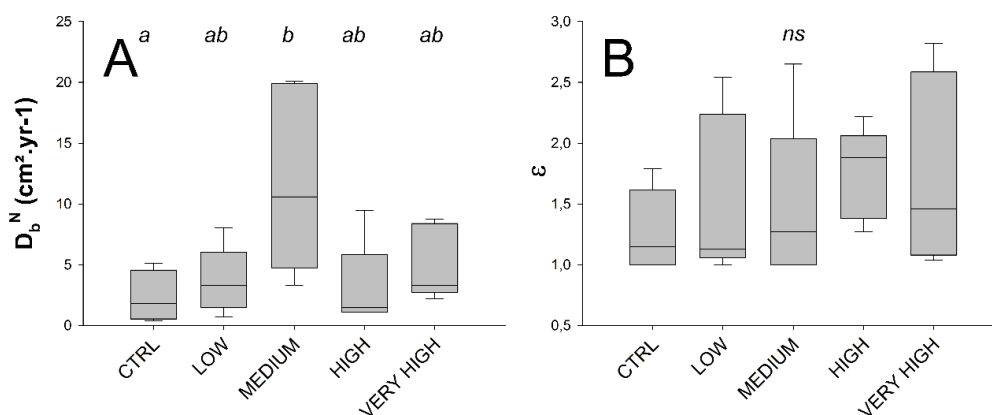 A
a ab b ab ab
25
20
15
10
5
0
D_b^N (cm².yr-1)
CTRL
LOW
MEDIUM
HIGH
VERY HIGH
B
ns
3,0
2,5
2,0
1,5
1,0
0,5
ε
CTRL
LOW
MEDIUM
HIGH
VERY HIGH